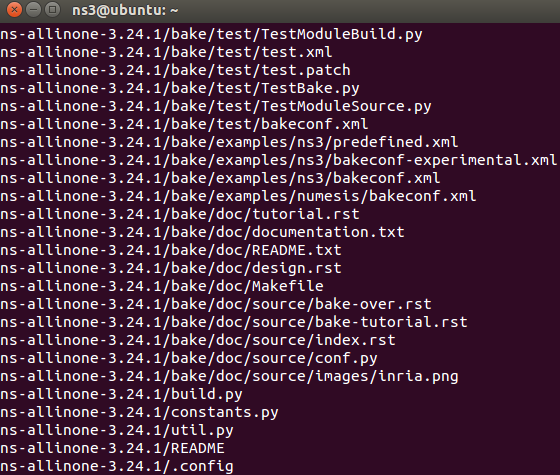 ns3@ubuntu: ~
ns-allinone-3.24.1/bake/test/TestModuleBuild.py
ns-allinone-3.24.1/bake/test/test.xml
ns-allinone-3.24.1/bake/test/test.patch
ns-allinone-3.24.1/bake/test/TestBake.py
ns-allinone-3.24.1/bake/test/TestModuleSource.py
ns-allinone-3.24.1/bake/test/bakeconf.xml
ns-allinone-3.24.1/bake/examples/ns3/predefined.xml
ns-allinone-3.24.1/bake/examples/ns3/bakeconf-experimental.xml
ns-allinone-3.24.1/bake/examples/ns3/bakeconf.xml
ns-allinone-3.24.1/bake/examples/numesis/bakeconf.xml
ns-allinone-3.24.1/bake/doc/tutorial.rst
ns-allinone-3.24.1/bake/doc/documentation.txt
ns-allinone-3.24.1/bake/doc/README.txt
ns-allinone-3.24.1/bake/doc/design.rst
ns-allinone-3.24.1/bake/doc/Makefile
ns-allinone-3.24.1/bake/doc/source/bake-over.rst
ns-allinone-3.24.1/bake/doc/source/bake-tutorial.rst
ns-allinone-3.24.1/bake/doc/source/index.rst
ns-allinone-3.24.1/bake/doc/source/conf.py
ns-allinone-3.24.1/bake/doc/source/images/inria.png
ns-allinone-3.24.1/build.py
ns-allinone-3.24.1/constants.py
ns-allinone-3.24.1/util.py
ns-allinone-3.24.1/README
ns-allinone-3.24.1/.config